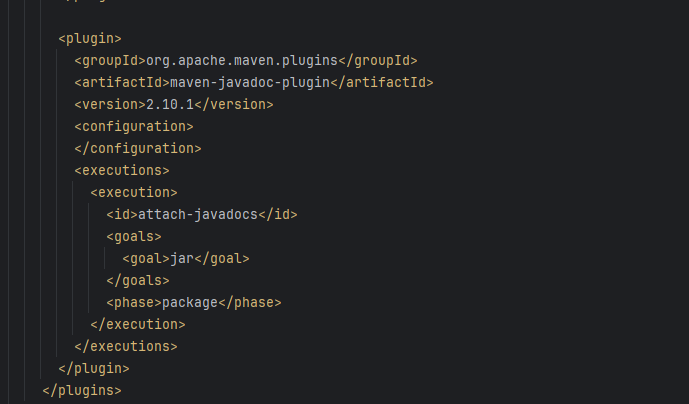 <plugin>
<groupId>org.apache.maven.plugins</groupId>
<artifactId>maven-javadoc-plugin</artifactId>
<version>2.10.1</version>
<configuration>
</configuration>
<executions>
<execution>
<id>attach-javadocs</id>
<goals>
<goal>jar</goal>
</goals>
<phase>package</phase>
</execution>
</executions>
</plugin>
</plugins>